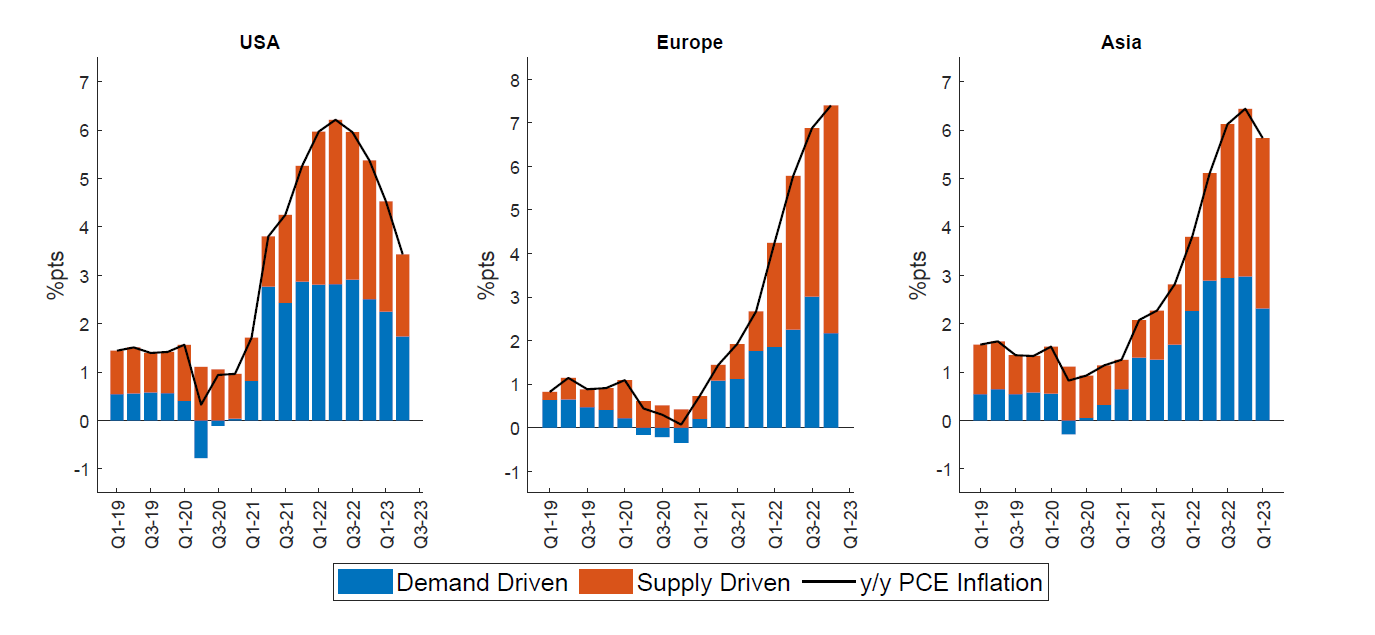 USA
%pts
7
6
5
4
3
2
1
0
-1
Q1-19
Q3-19
Q1-20
Q3-20
Q1-21
Q3-21
Q1-22
Q3-22
Q1-23
Q3-23
Europe
%pts
8
7
6
5
4
3
2
1
0
-1
Q1-19
Q3-19
Q1-20
Q3-20
Q1-21
Q3-21
Q1-22
Q3-22
Q1-23
Asia
%pts
7
6
5
4
3
2
1
0
-1
Q1-19
Q3-19
Q1-20
Q3-20
Q1-21
Q3-21
Q1-22
Q3-22
Q1-23
Demand Driven Supply Driven y/y PCE Inflation